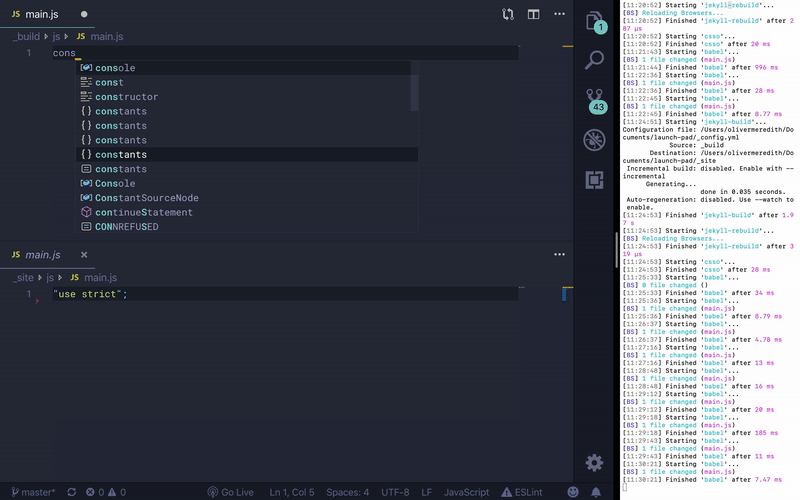 JS main.js
_build js JS main.js
1 cons
console
const
constructor
{} constants
{} constants
{} constants
{} constants
constants
Console
ConstantSourceNode
continueStatement
CONNREFUSED
JS main.js
_site js JS main.js
1 "use strict";
1
43
master* 0 0 Go Live Ln 1, Col 5 Spaces: 4 UTF-8 LF JavaScript ESLint
[11:20:52] Starting 'jekyll-rebuild'...
[BS] Reloading Browsers...
[11:20:52] Finished 'jekyll-rebuild' after 2
87 μs
[11:20:52] Starting 'csso'...
[11:20:52] Finished 'csso' after 20 ms
[11:21:43] Starting 'babel'...
[BS] 1 file changed (main.js)
[11:21:44] Finished 'babel' after 996 ms
[11:22:36] Starting 'babel'...
[BS] 1 file changed (main.js)
[11:22:36] Finished 'babel' after 28 ms
[11:22:45] Starting 'babel'...
[BS] 1 file changed (main.js)
[11:22:45] Finished 'babel' after 8.77 ms
[11:24:51] Starting 'jekyll-build'...
Configuration file: /Users/olivermeredith/Do
cuments/launch-pad/_config.yml
Source: _build
Destination: /Users/olivermeredith/Do
cuments/launch-pad/_site
Incremental build: disabled. Enable with --
incremental
Generating...
done in 0.035 seconds.
Auto-regeneration: disabled. Use --watch to
enable.
[11:24:53] Finished 'jekyll-build' after 1.9
7 s
[11:24:53] Starting 'jekyll-rebuild'...
[BS] Reloading Browsers...
[11:24:53] Finished 'jekyll-rebuild' after 3
19 μs
[11:24:53] Starting 'csso'...
[11:24:53] Finished 'csso' after 28 ms
[11:25:33] Starting 'babel'...
[BS] 0 file changed ()
[11:25:33] Finished 'babel' after 34 ms
[11:25:36] Starting 'babel'...
[BS] 1 file changed (main.js)
[11:25:36] Finished 'babel' after 8.79 ms
[11:26:37] Starting 'babel'...
[BS] 1 file changed (main.js)
[11:26:37] Finished 'babel' after 4.78 ms
[11:27:16] Starting 'babel'...
[BS] 1 file changed (main.js)
[11:27:16] Finished 'babel' after 13 ms
[11:28:48] Starting 'babel'...
[BS] 1 file changed (main.js)
[11:28:48] Finished 'babel' after 16 ms
[11:29:12] Starting 'babel'...
[BS] 1 file changed (main.js)
[11:29:12] Finished 'babel' after 20 ms
[11:29:18] Starting 'babel'...
[BS] 1 file changed (main.js)
[11:29:18] Finished 'babel' after 185 ms
[11:29:43] Starting 'babel'...
[BS] 1 file changed (main.js)
[11:29:43] Finished 'babel' after 11 ms
[11:30:21] Starting 'babel'...
[BS] 1 file changed (main.js)
[11:30:21] Finished 'babel' after 7.47 ms